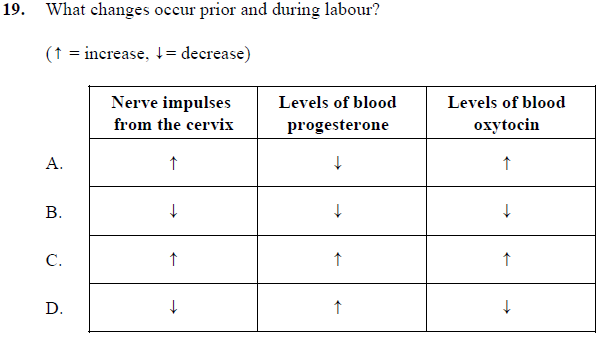 19. What changes occur prior and during labour?
(↑ = increase, ↓= decrease)
Nerve impulses from the cervix Levels of blood progesterone Levels of blood oxytocin
A. ↑ ↓ ↑
B. ↓ ↓ ↓
C. ↑ ↑ ↑
D. ↓ ↑ ↓